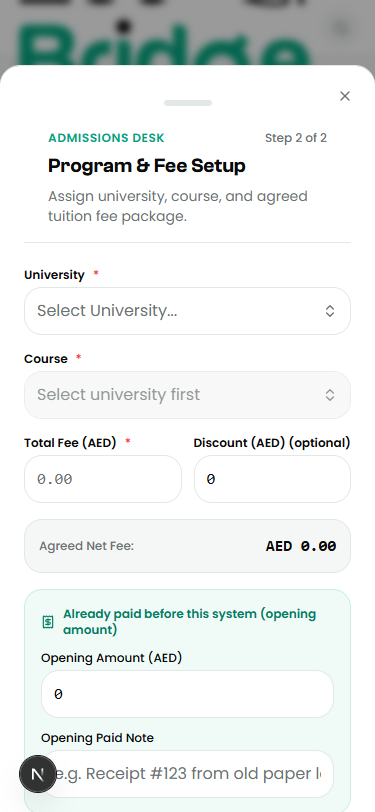 Bridge
ADMISSIONS DESK
Step 2 of 2
Program & Fee Setup
Assign university, course, and agreed
tuition fee package.
University *
Select University...
Course *
Select university first
Total Fee (AED) *
Discount (AED) (optional)
0.00
0
Agreed Net Fee:
AED 0.00
Already paid before this system (opening
amount)
Opening Amount (AED)
0
Opening Paid Note
N
e.g. Receipt #123 from old paper l